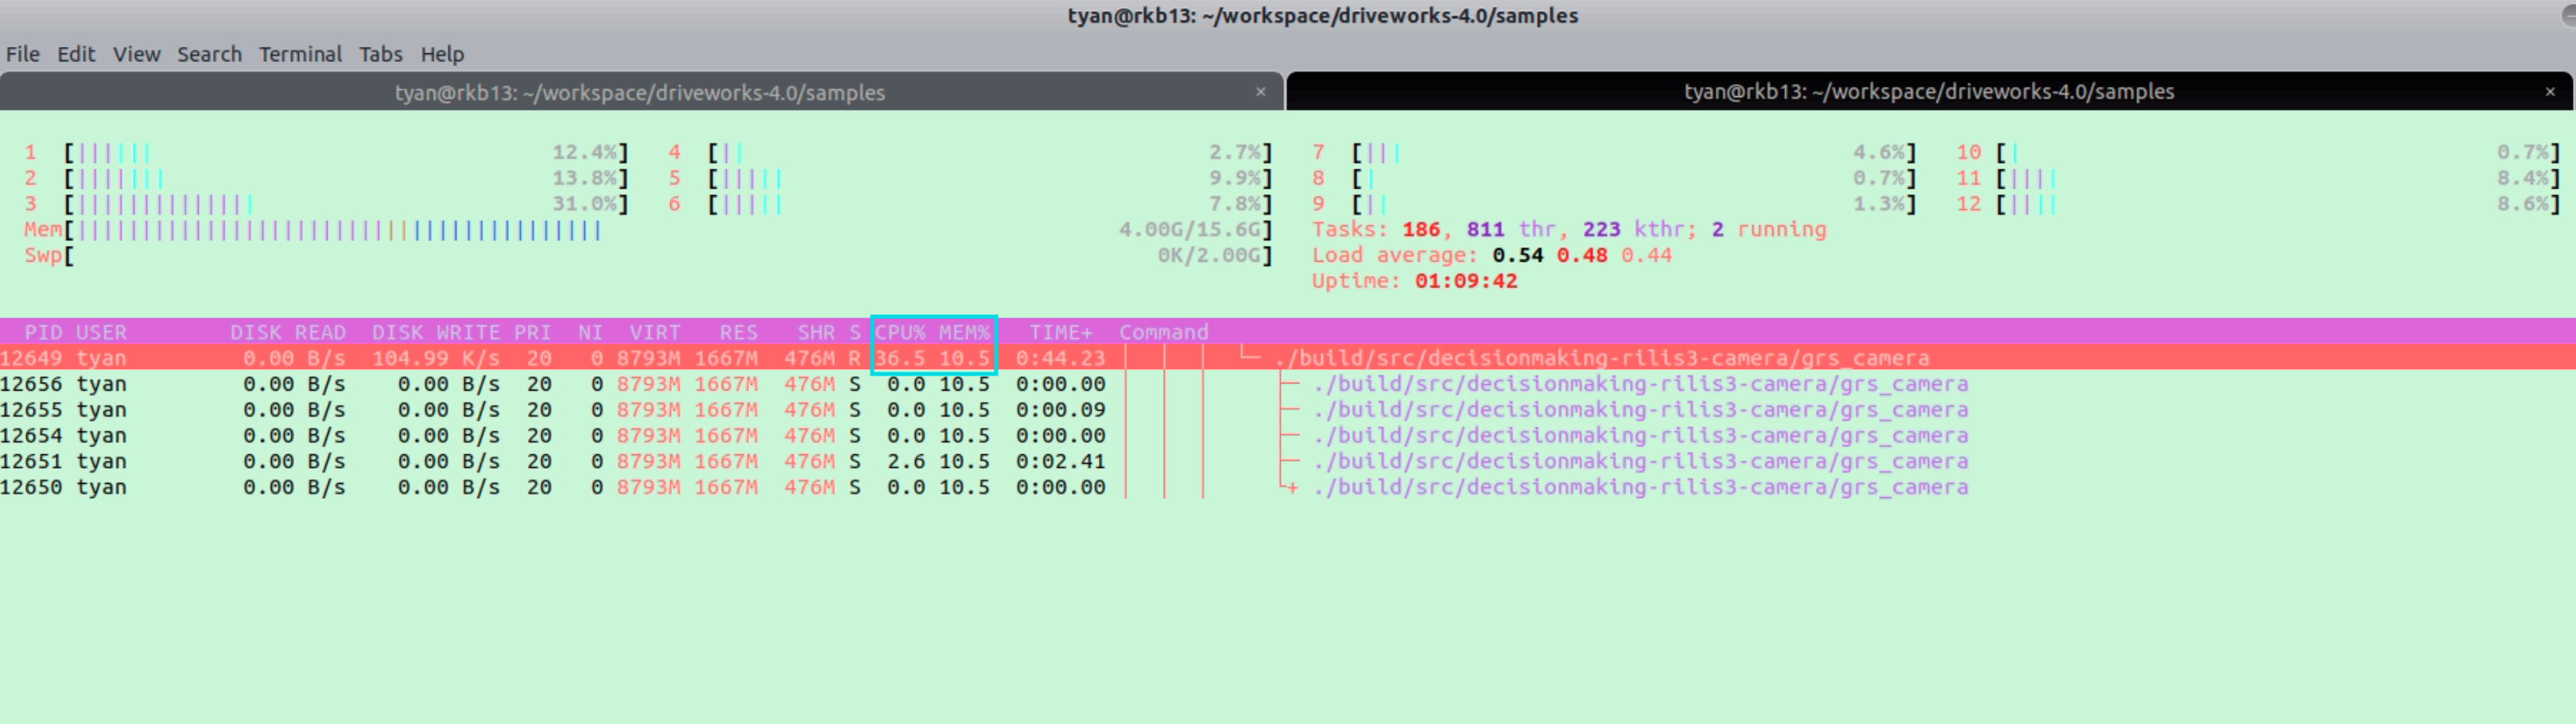 tyan@rkb13: ~/workspace/driveworks-4.0/samples
File Edit View Search Terminal Tabs Help
tyan@rkb13: ~/workspace/driveworks-4.0/samples × tyan@rkb13: ~/workspace/driveworks-4.0/samples ×
1 [||||||| 12.4%] 4 [|| 2.7%] 7 [||| 4.6%] 10 [| 0.7%]
2 [||||||| 13.8%] 5 [||||| 9.9%] 8 [| 0.7%] 11 [|||| 8.4%]
3 [|||||||||||||| 31.0%] 6 [||||| 7.8%] 9 [|| 1.3%] 12 [|||| 8.6%]
Mem[||||||||||||||||||||||||||||||||||||||||| 4.00G/15.6G] Tasks: 186, 811 thr, 223 kthr; 2 running
Swp[ 0K/2.00G] Load average: 0.54 0.48 0.44
Uptime: 01:09:42
PID USER DISK READ DISK WRITE PRI NI VIRT RES SHR S CPU% MEM% TIME+ Command
12649 tyan 0.00 B/s 104.99 K/s 20 0 8793M 1667M 476M R 36.5 10.5 0:44.23 │ │ │ └─ ./build/src/decisionmaking-rilis3-camera/grs_camera
12656 tyan 0.00 B/s 0.00 B/s 20 0 8793M 1667M 476M S 0.0 10.5 0:00.00 │ │ │ ├─ ./build/src/decisionmaking-rilis3-camera/grs_camera
12655 tyan 0.00 B/s 0.00 B/s 20 0 8793M 1667M 476M S 0.0 10.5 0:00.09 │ │ │ ├─ ./build/src/decisionmaking-rilis3-camera/grs_camera
12654 tyan 0.00 B/s 0.00 B/s 20 0 8793M 1667M 476M S 0.0 10.5 0:00.00 │ │ │ ├─ ./build/src/decisionmaking-rilis3-camera/grs_camera
12651 tyan 0.00 B/s 0.00 B/s 20 0 8793M 1667M 476M S 2.6 10.5 0:02.41 │ │ │ ├─ ./build/src/decisionmaking-rilis3-camera/grs_camera
12650 tyan 0.00 B/s 0.00 B/s 20 0 8793M 1667M 476M S 0.0 10.5 0:00.00 │ │ │ └+ ./build/src/decisionmaking-rilis3-camera/grs_camera